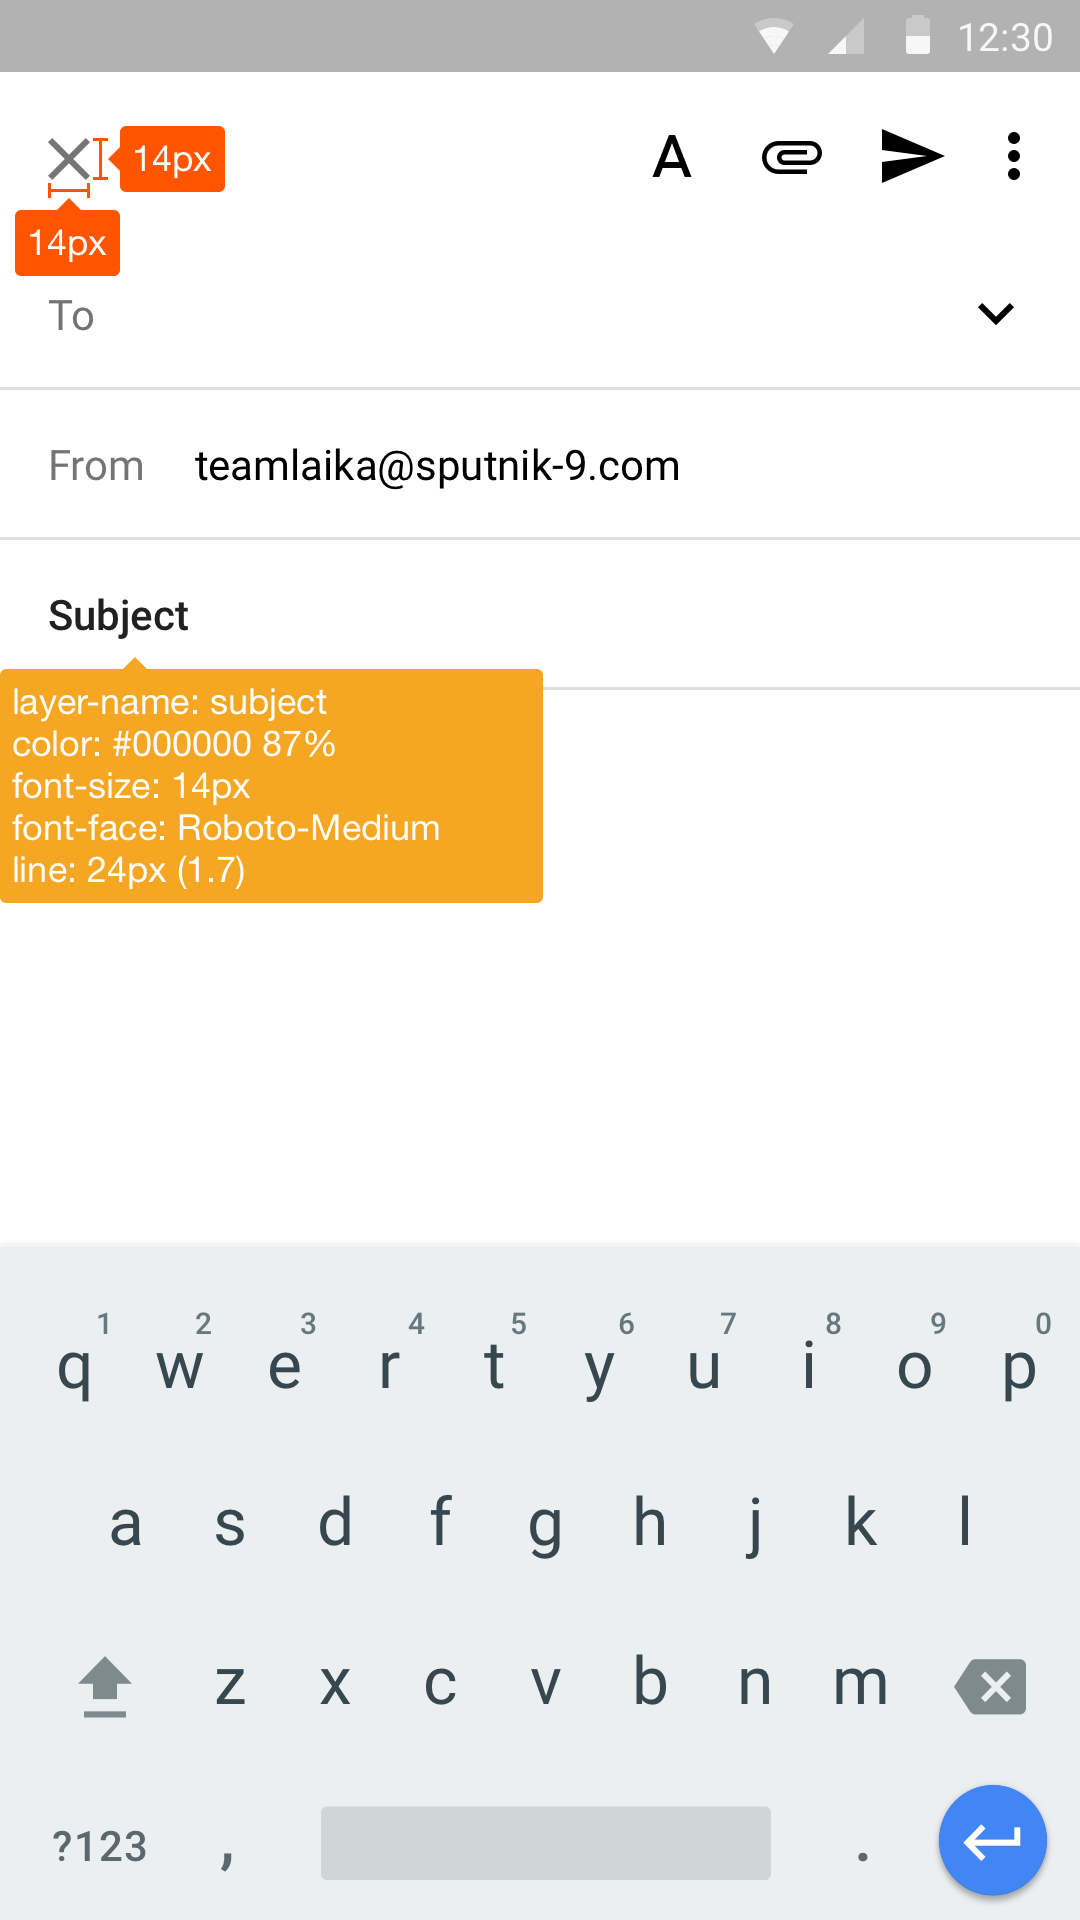 12:30
14px
A
14px
To
From teamlaika@sputnik-9.com
Subject
layer-name: subject
color: #000000 87%
font-size: 14px
font-face: Roboto-Medium
line: 24px (1.7)
1 2 3 4 5 6 7 8 9 0
q w e r t y u i o p
a s d f g h j k l
z x c v b n m
?123 , .